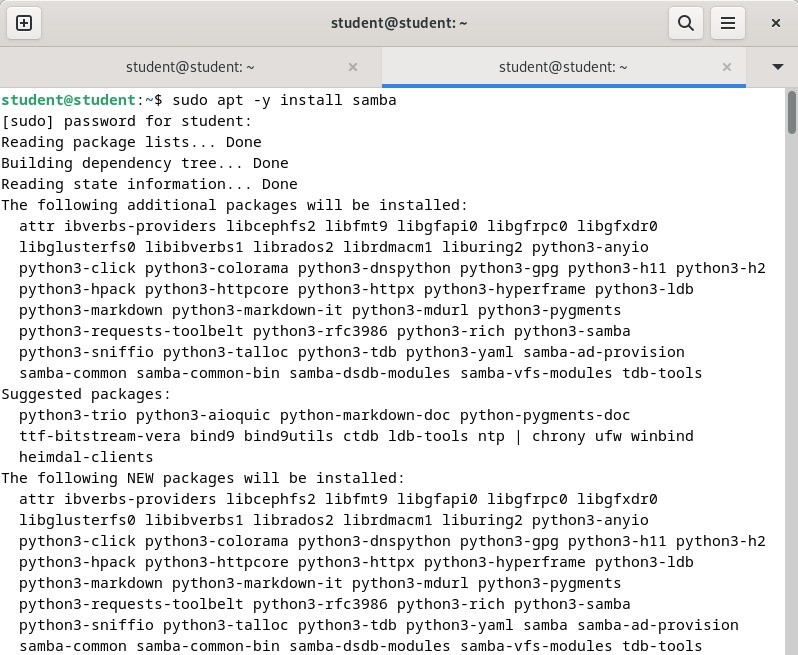 student@student: ~
student@student: ~
student@student: ~
student@student:~$ sudo apt -y install samba
[sudo] password for student:
Reading package lists... Done
Building dependency tree... Done
Reading state information... Done
The following additional packages will be installed:
  attr ibverbs-providers libcephfs2 libfmt9 libgfapi0 libgfrpc0 libgfxdr0
  libglusterfs0 libibverbs1 librados2 librdmacm1 liburing2 python3-anyio
  python3-click python3-colorama python3-dnspython python3-gpg python3-h11 python3-h2
  python3-hpack python3-httpcore python3-httpx python3-hyperframe python3-ldb
  python3-markdown python3-markdown-it python3-mdurl python3-pygments
  python3-requests-toolbelt python3-rfc3986 python3-rich python3-samba
  python3-sniffio python3-talloc python3-tdb python3-yaml samba-ad-provision
  samba-common samba-common-bin samba-dsdb-modules samba-vfs-modules tdb-tools
Suggested packages:
  python3-trio python3-aioquic python-markdown-doc python-pygments-doc
  ttf-bitstream-vera bind9 bind9utils ctdb ldb-tools ntp | chrony ufw winbind
  heimdal-clients
The following NEW packages will be installed:
  attr ibverbs-providers libcephfs2 libfmt9 libgfapi0 libgfrpc0 libgfxdr0
  libglusterfs0 libibverbs1 librados2 librdmacm1 liburing2 python3-anyio
  python3-click python3-colorama python3-dnspython python3-gpg python3-h11 python3-h2
  python3-hpack python3-httpcore python3-httpx python3-hyperframe python3-ldb
  python3-markdown python3-markdown-it python3-mdurl python3-pygments
  python3-requests-toolbelt python3-rfc3986 python3-rich python3-samba
  python3-sniffio python3-talloc python3-tdb python3-yaml samba samba-ad-provision
  samba-common samba-common-bin samba-dsdb-modules samba-vfs-modules tdb-tools